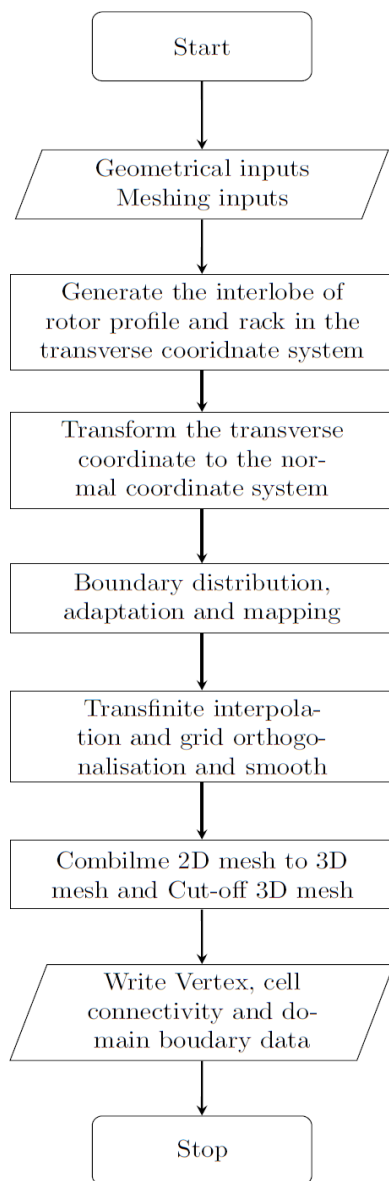 Start
Geometrical inputs
Meshing inputs
Generate the interlobe of
rotor profile and rack in the
transverse cooridnate system
Transform the transverse
coordinate to the nor-
mal coordinate system
Boundary distribution,
adaptation and mapping
Transfinite interpola-
tion and grid orthogo-
nalisation and smooth
Combilme 2D mesh to 3D
mesh and Cut-off 3D mesh
Write Vertex, cell
connectivity and do-
main boudary data
Stop